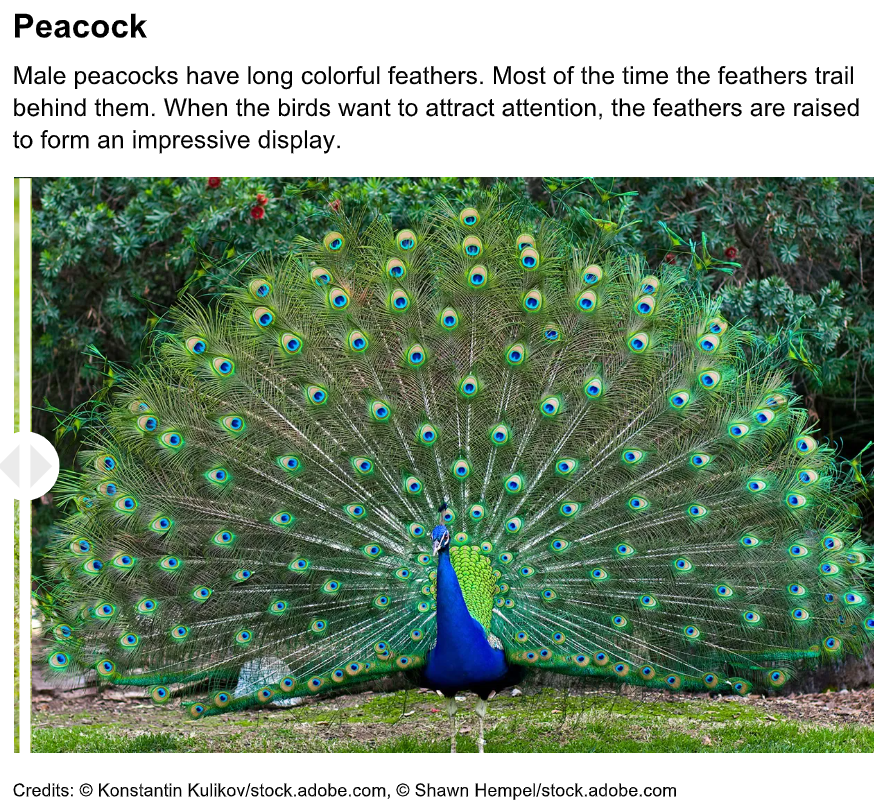 Peacock
Male peacocks have long colorful feathers. Most of the time the feathers trail
behind them. When the birds want to attract attention, the feathers are raised
to form an impressive display.
Credits: © Konstantin Kulikov/stock.adobe.com, © Shawn Hempel/stock.adobe.com